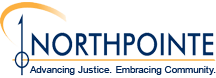 NORTHPOINTE
Advancing Justice. Embracing Community.